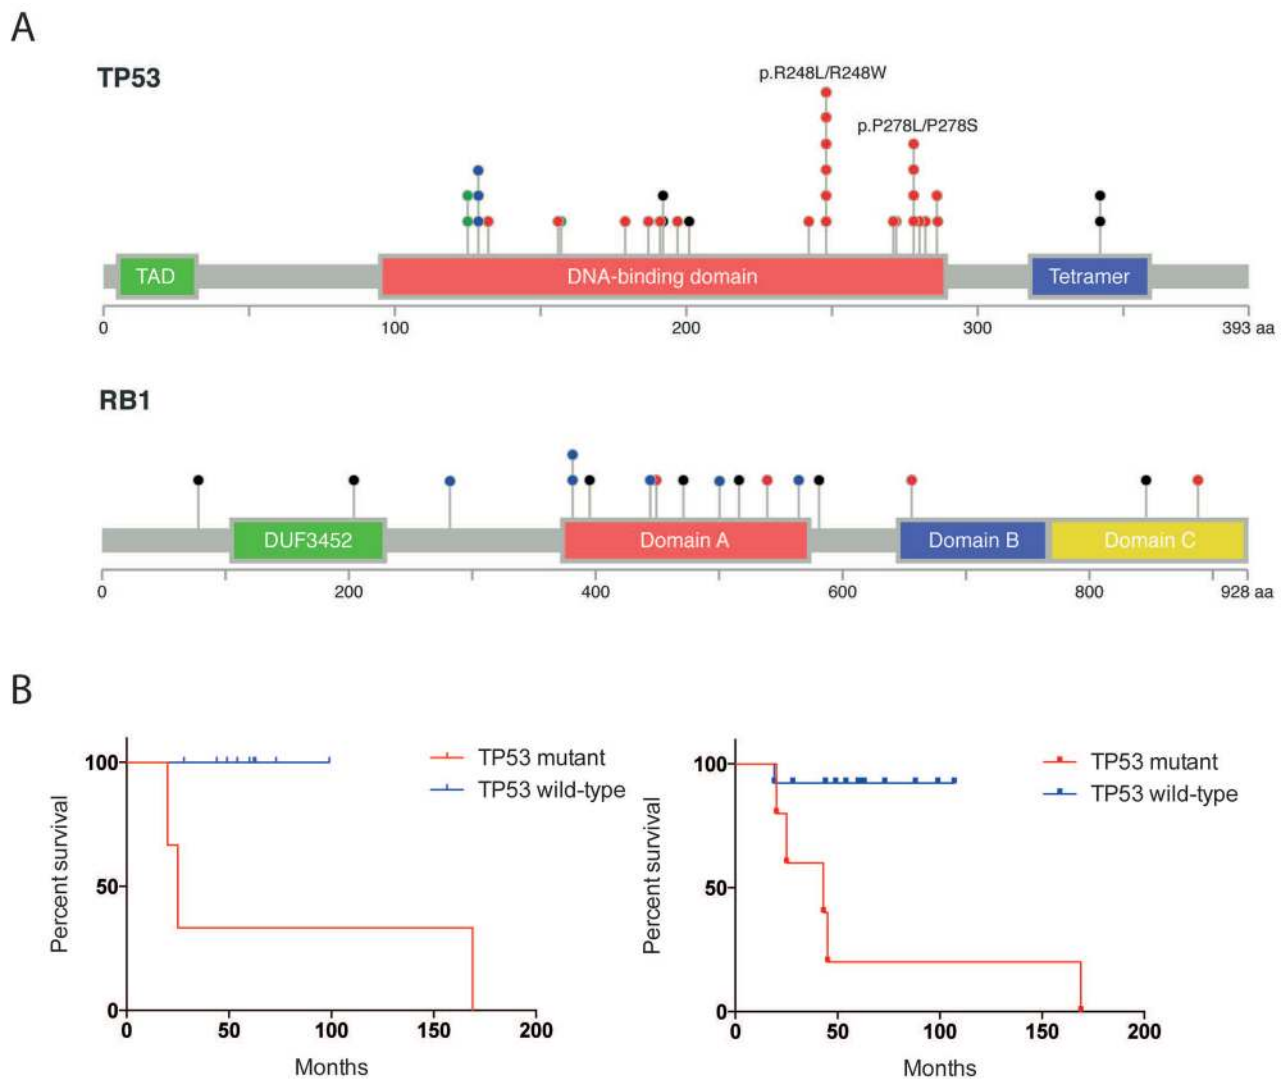 A
TP53
p.R248L/R248W
p.P278L/P278S
TAD
DNA-binding domain
Tetramer
0
100
200
300
393 aa
RB1
DUF3452
Domain A
Domain B
Domain C
0
200
400
600
800
928 aa
B
Percent survival
100
50
0
0
50
100
150
200
Months
TP53 mutant
TP53 wild-type
Percent survival
100
50
0
0
50
100
150
200
Months
TP53 mutant
TP53 wild-type